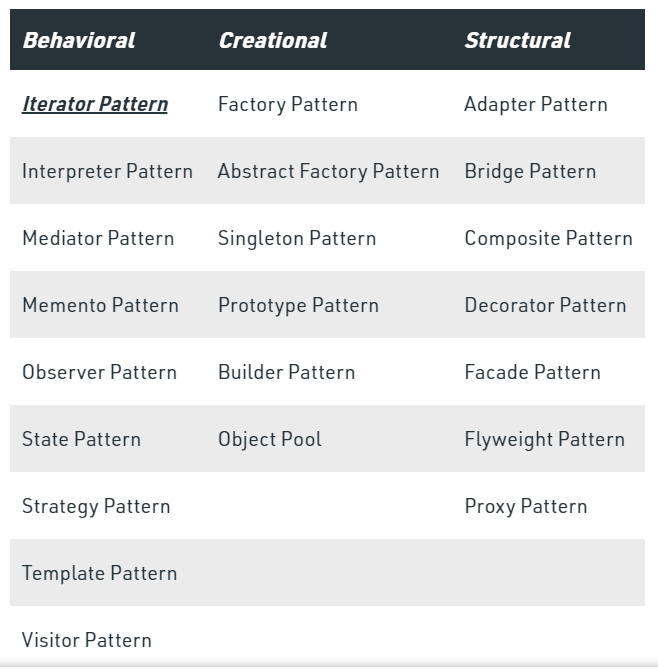 Behavioral Creational Structural
Iterator Pattern Factory Pattern Adapter Pattern
Interpreter Pattern Abstract Factory Pattern Bridge Pattern
Mediator Pattern Singleton Pattern Composite Pattern
Memento Pattern Prototype Pattern Decorator Pattern
Observer Pattern Builder Pattern Facade Pattern
State Pattern Object Pool Flyweight Pattern
Strategy Pattern Proxy Pattern
Template Pattern
Visitor Pattern